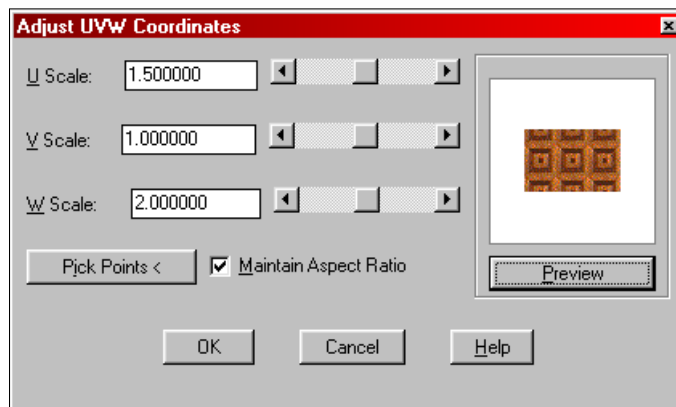 Adjust UVW Coordinates
U Scale: 1.500000
V Scale: 1.000000
W Scale: 2.000000
Pick Points < Maintain Aspect Ratio
Preview
OK Cancel Help